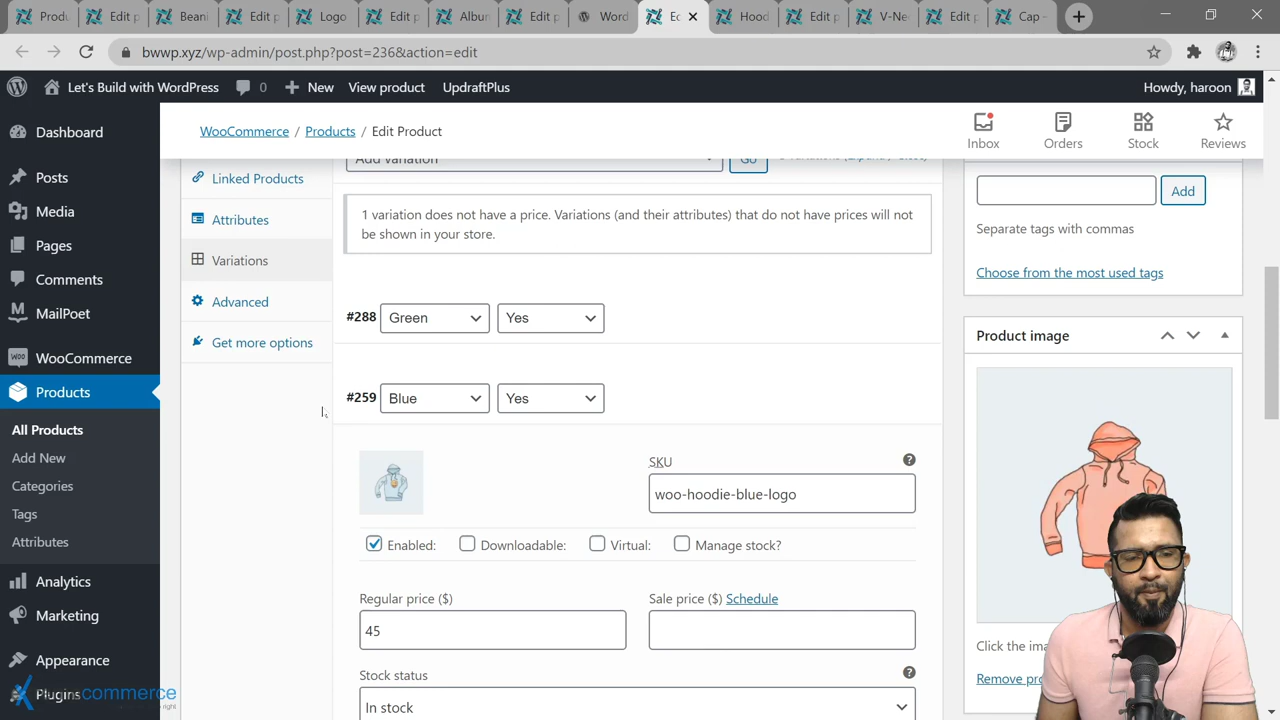 Produ
Edit p
Beani
Edit p
Logo
Edit p
Albur
Edit p
Word
Ec
Hood
Edit p
V-Ne
Edit p
Cap –
bwwp.xyz/wp-admin/post.php?post=236&action=edit
Let's Build with WordPress
0
New
View product
UpdraftPlus
Howdy, haroon
Dashboard
Posts
Media
Pages
Comments
MailPoet
WooCommerce
Products
All Products
Add New
Categories
Tags
Attributes
Analytics
Marketing
Appearance
Plugins
commerce
WooCommerce / Products / Edit Product
Inbox
Orders
Stock
Reviews
Linked Products
Attributes
Variations
Advanced
Get more options
Add variation
Go
1 variation does not have a price. Variations (and their attributes) that do not have prices will not
be shown in your store.
#288 Green Yes
#259 Blue Yes
SKU
woo-hoodie-blue-logo
Enabled: Downloadable: Virtual: Manage stock?
Regular price ($)
45
Sale price ($) Schedule
Stock status
In stock
Add
Separate tags with commas
Choose from the most used tags
Product image
Click the ima
Remove pro